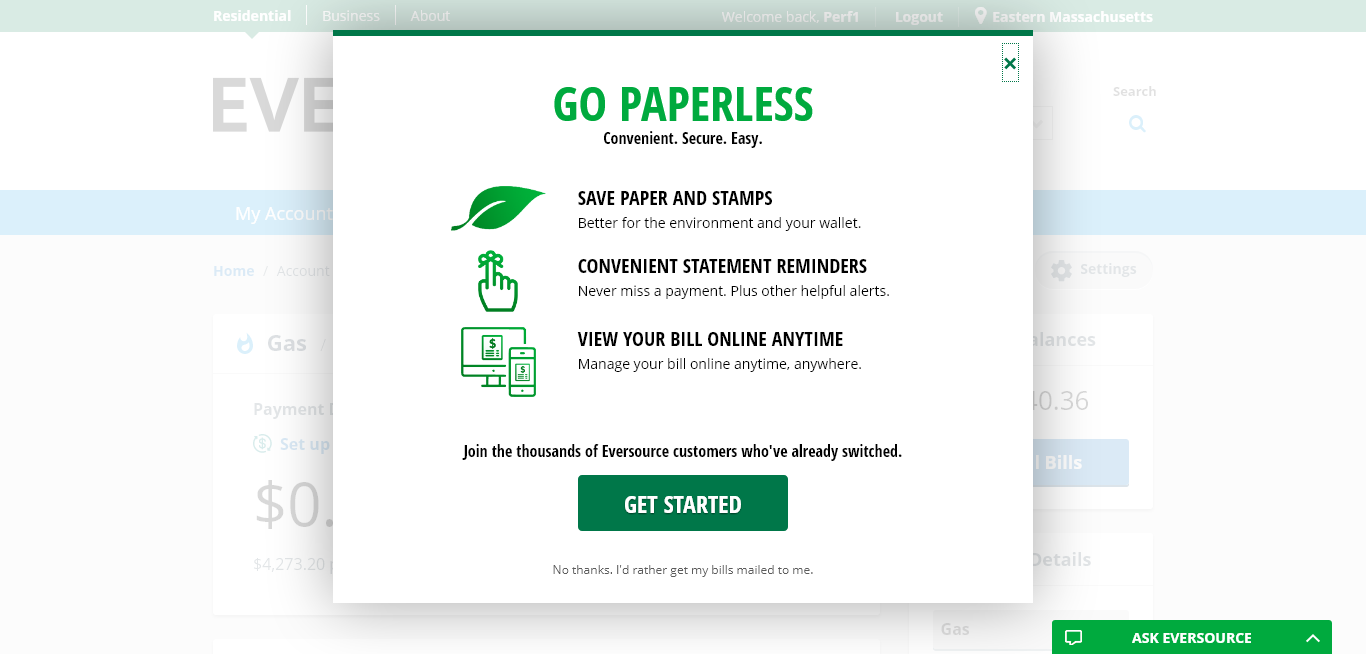 Residential
Business
About
Welcome back, Perf1
Logout
Eastern Massachusetts
EVE
Search
My Account
Home / Account
Settings
Gas /
GO PAPERLESS
Convenient. Secure. Easy.
SAVE PAPER AND STAMPS
Better for the environment and your wallet.
CONVENIENT STATEMENT REMINDERS
Never miss a payment. Plus other helpful alerts.
VIEW YOUR BILL ONLINE ANYTIME
Manage your bill online anytime, anywhere.
Join the thousands of Eversource customers who've already switched.
GET STARTED
No thanks. I'd rather get my bills mailed to me.
Payment
Set up
$0.
$4,273.20
alances
40.36
Bills
Details
Gas
ASK EVERSOURCE